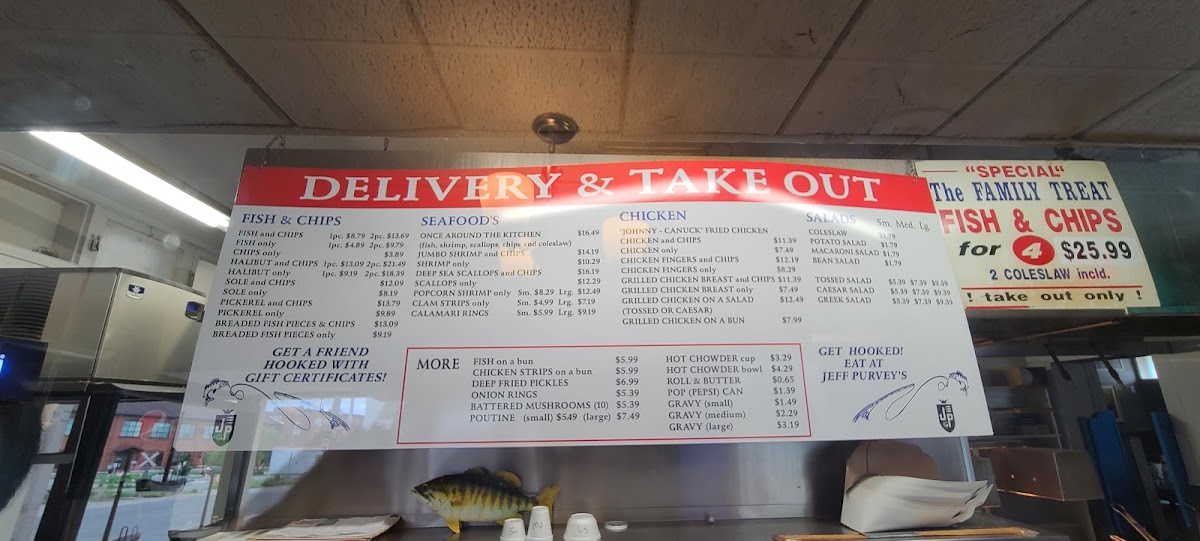 DELIVERY & TAKE OUT
FISH & CHIPS
FISH and CHIPS 1pc. $8.79 2pc. $13.69
FISH only 1pc. $4.89 2pc. $9.79
CHIPS only $3.89
HALIBUT and CHIPS 1pc. $13.09 2pc. $21.49
HALIBUT only 1pc. $9.19 2pc. $18.39
SOLE and CHIPS $12.09
SOLE only $8.19
PICKEREL and CHIPS $13.79
PICKEREL only $9.89
BREADED FISH PIECES & CHIPS $13.09
BREADED FISH PIECES only $9.19
GET A FRIEND
HOOKED WITH
GIFT CERTIFICATES!
SEAFOOD'S
ONCE AROUND THE KITCHEN $16.49
(fish, shrimp, scallops, chips and coleslaw)
JUMBO SHRIMP and CHIPS $14.19
SHRIMP only $10.29
DEEP SEA SCALLOPS and CHIPS $16.19
SCALLOPS only $12.29
POPCORN SHRIMP only Sm. $8.29 Lrg. $12.49
CLAM STRIPS only Sm. $4.99 Lrg. $7.19
CALAMARI RINGS Sm. $5.99 Lrg. $9.19
CHICKEN
'JOHNNY - CANUCK' FRIED CHICKEN
CHICKEN and CHIPS $11.39
CHICKEN only $7.49
CHICKEN FINGERS and CHIPS $12.19
CHICKEN FINGERS only $8.29
GRILLED CHICKEN BREAST and CHIPS $11.39
GRILLED CHICKEN BREAST only $7.49
GRILLED CHICKEN ON A SALAD $12.49
(TOSSED OR CAESAR)
GRILLED CHICKEN ON A BUN $7.99
SALADS Sm. Med. Lg.
COLESLAW $1.79
POTATO SALAD $1.79
MACARONI SALAD $1.79
BEAN SALAD $1.79
TOSSED SALAD $5.39 $7.39 $9.39
CAESAR SALAD $5.39 $7.39 $9.39
GREEK SALAD $5.39 $7.39 $9.39
MORE
FISH on a bun $5.99
CHICKEN STRIPS on a bun $5.99
DEEP FRIED PICKLES $6.99
ONION RINGS $5.39
BATTERED MUSHROOMS (10) $5.39
POUTINE (small) $5.49 (large) $7.49
HOT CHOWDER cup $3.29
HOT CHOWDER bowl $4.29
ROLL & BUTTER $0.65
POP (PEPSI) CAN $1.39
GRAVY (small) $1.49
GRAVY (medium) $2.29
GRAVY (large) $3.19
GET HOOKED!
EAT AT
JEFF PURVEY'S
"SPECIAL"
The FAMILY TREAT
FISH & CHIPS
for 4 $25.99
2 COLESLAW incld.
! take out only !